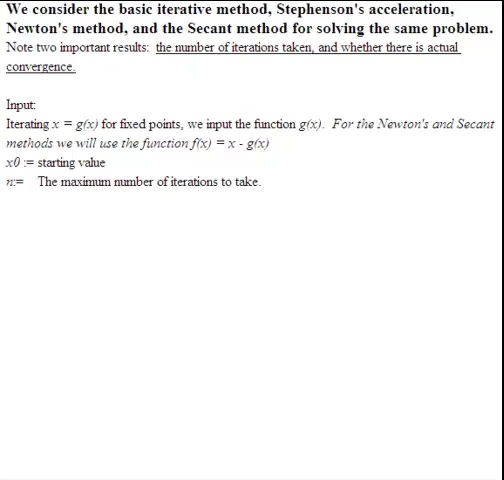 We consider the basic iterative method, Stephenson's acceleration,
Newton's method, and the Secant method for solving the same problem.
Note two important results: the number of iterations taken, and whether there is actual
convergence.
Input:
Iterating x = g(x) for fixed points, we input the function g(x). For the Newton's and Secant
methods we will use the function f(x) = x - g(x)
x0 := starting value
n:= The maximum number of iterations to take.